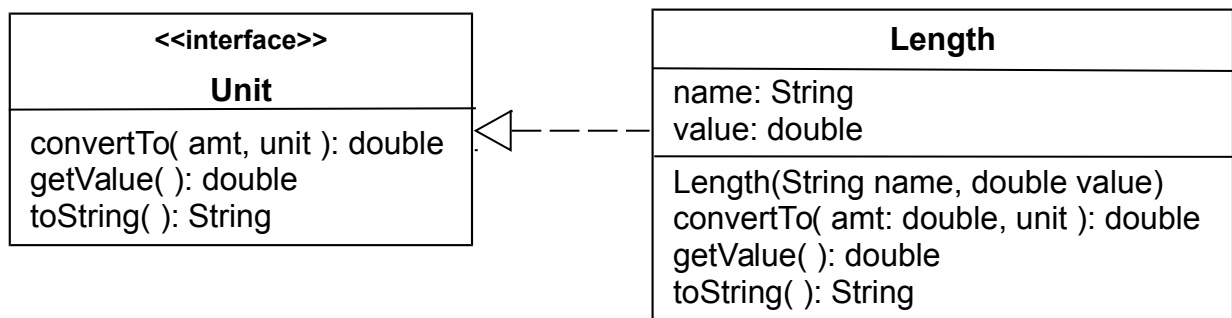 <<interface>>
Unit
convertTo( amt, unit ): double
getValue( ): double
toString( ): String
Length
name: String
value: double
Length(String name, double value)
convertTo( amt: double, unit ): double
getValue( ): double
toString( ): String